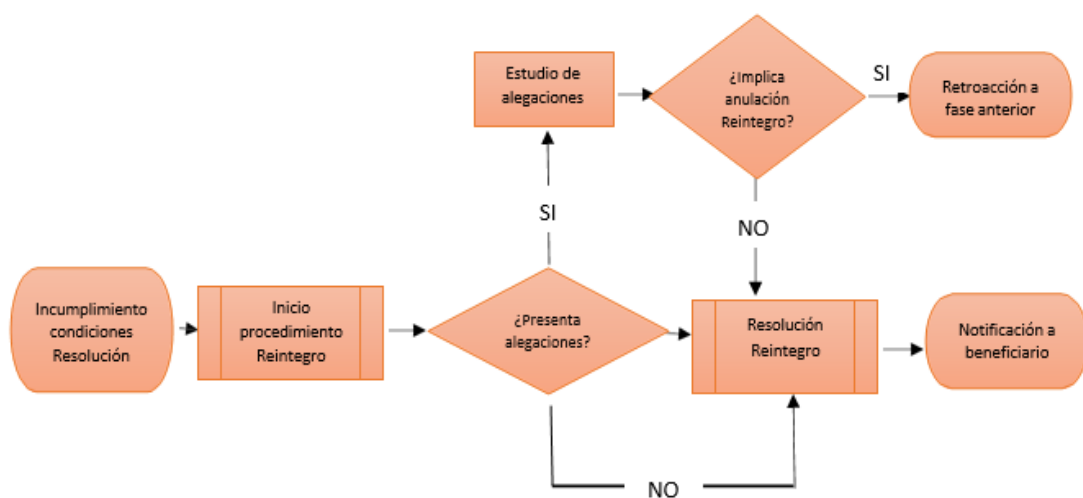 Estudio de
alegaciones
¿Implica
anulación
Reintegro?
SI
Retroacción a
fase anterior
SI
NO
Incumplimiento
condiciones
Resolución
Inicio
procedimiento
Reintegro
¿Presenta
alegaciones?
Resolución
Reintegro
Notificación a
beneficiario
NO